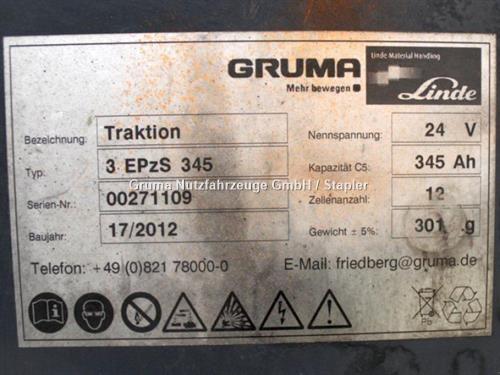 GRUMA
Mehr bewegen
Linde Material Handling
Linde
Bezeichnung: Traktion
Nennspannung: 24 V
Typ: 3 EPzS 345
Kapazität C5: 345 Ah
Gruma Nutzfahrzeuge GmbH / Stapler
Serien-Nr.: 00271109
Zellenanzahl: 12
Baujahr: 17/2012
Gewicht ± 5%: 301 .g
Telefon: +49 (0)821 78000-0
E-Mail: friedberg@gruma.de
Pb